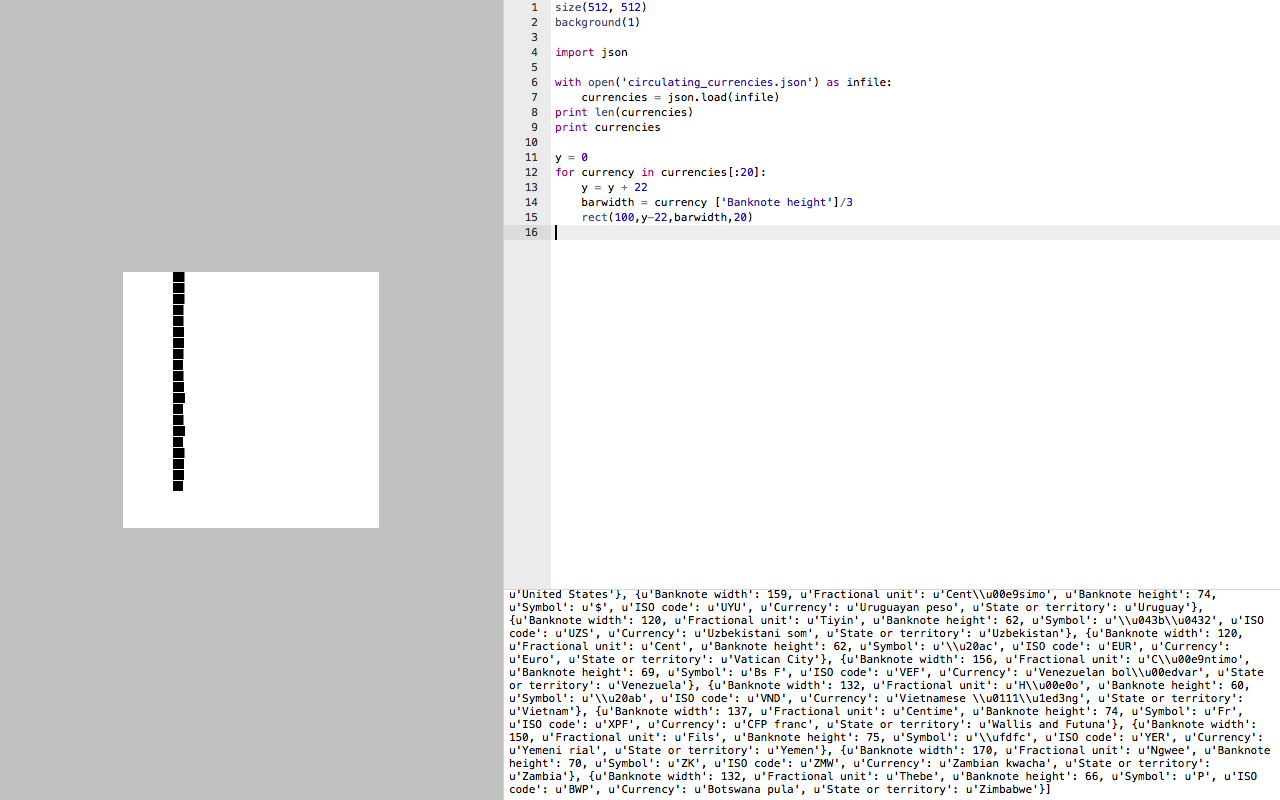 1 size(512, 512)
2 background(1)
3
4 import json
5
6 with open('circulating_currencies.json') as infile:
7     currencies = json.load(infile)
8 print len(currencies)
9 print currencies
10
11 y = 0
12 for currency in currencies[:20]:
13     y = y + 22
14     barwidth = currency ['Banknote height']/3
15     rect(100,y-22,barwidth,20)
16
u'United States'}, {u'Banknote width': 159, u'Fractional unit': u'Cent\\u00e9simo', u'Banknote height': 74,
u'Symbol': u'$', u'ISO code': u'UYU', u'Currency': u'Uruguayan peso', u'State or territory': u'Uruguay'},
{u'Banknote width': 120, u'Fractional unit': u'Tiyin', u'Banknote height': 62, u'Symbol': u'\\u043b\\u0432', u'ISO
code': u'UZS', u'Currency': u'Uzbekistani som', u'State or territory': u'Uzbekistan'}, {u'Banknote width': 120,
u'Fractional unit': u'Cent', u'Banknote height': 62, u'Symbol': u'\\u20ac', u'ISO code': u'EUR', u'Currency':
u'Euro', u'State or territory': u'Vatican City'}, {u'Banknote width': 156, u'Fractional unit': u'C\\u00e9ntimo',
u'Banknote height': 69, u'Symbol': u'Bs F', u'ISO code': u'VEF', u'Currency': u'Venezuelan bol\\u00edvar', u'State
or territory': u'Venezuela'}, {u'Banknote width': 132, u'Fractional unit': u'H\\u00e0o', u'Banknote height': 60,
u'Symbol': u'\\u20ab', u'ISO code': u'VND', u'Currency': u'Vietnamese \\u0111\\u1ed3ng', u'State or territory':
u'Vietnam'}, {u'Banknote width': 137, u'Fractional unit': u'Centime', u'Banknote height': 74, u'Symbol': u'Fr',
u'ISO code': u'XPF', u'Currency': u'CFP franc', u'State or territory': u'Wallis and Futuna'}, {u'Banknote width':
150, u'Fractional unit': u'Fils', u'Banknote height': 75, u'Symbol': u'\\ufdfc', u'ISO code': u'YER', u'Currency':
u'Yemeni rial', u'State or territory': u'Yemen'}, {u'Banknote width': 170, u'Fractional unit': u'Ngwee', u'Banknote
height': 70, u'Symbol': u'ZK', u'ISO code': u'ZMW', u'Currency': u'Zambian kwacha', u'State or territory':
u'Zambia'}, {u'Banknote width': 132, u'Fractional unit': u'Thebe', u'Banknote height': 66, u'Symbol': u'P', u'ISO
code': u'BWP', u'Currency': u'Botswana pula', u'State or territory': u'Zimbabwe'}]